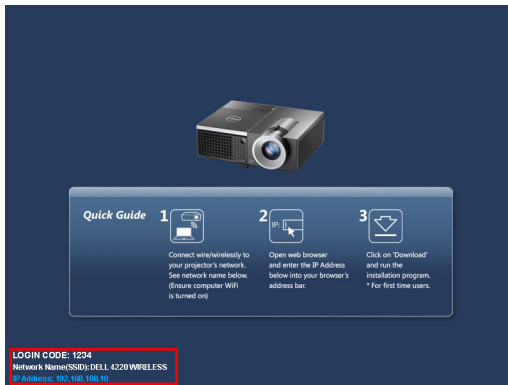 DELL
Quick Guide
1
Connect wire/wirelessly to
your projector's network.
See network name below.
(Ensure computer WiFi
is turned on)
2
IP:
Open web browser
and enter the IP Address
below into your browser's
address bar.
3
Click on 'Download'
and run the
installation program.
* For first time users.
LOGIN CODE: 1234
Network Name(SSID): DELL 4220 WIRELESS
IP Address: 192.168.100.10